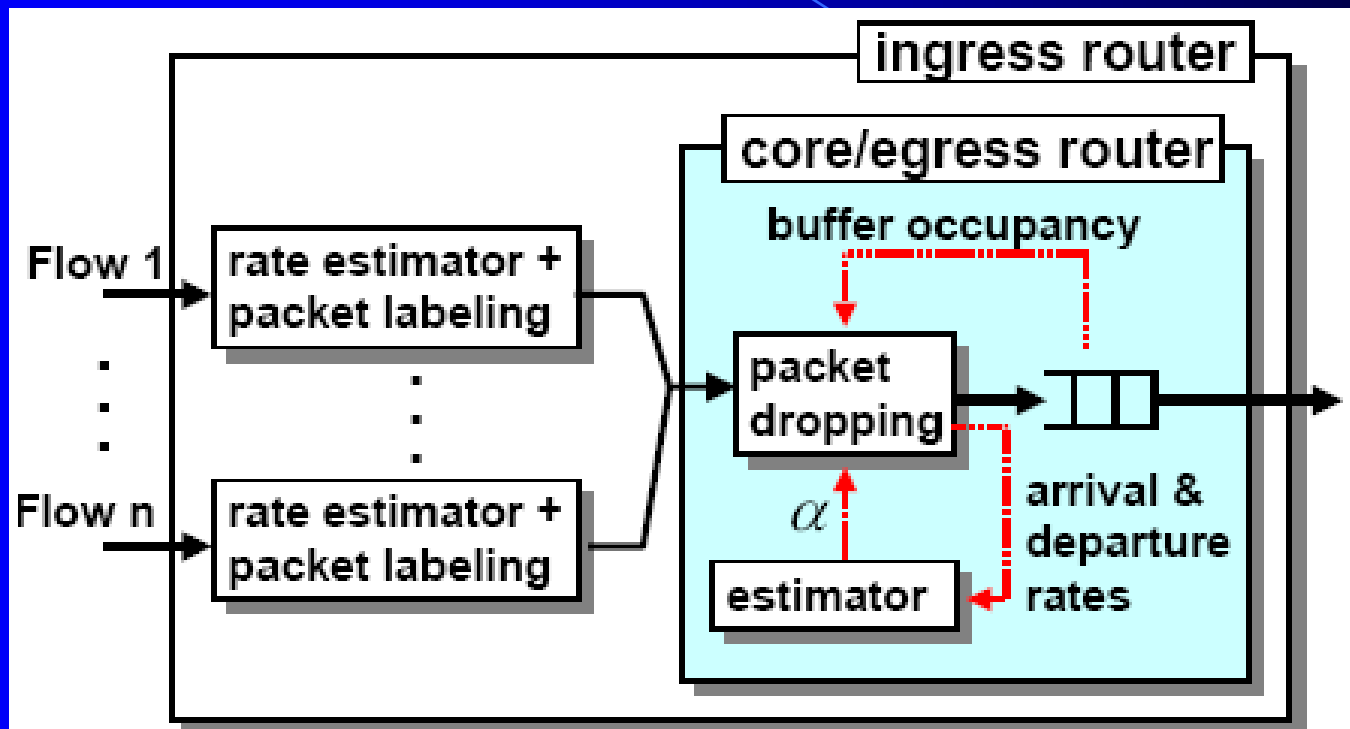 ingress router
core/egress router
buffer occupancy
Flow 1
rate estimator +
packet labeling
packet
dropping
Flow n
rate estimator +
packet labeling
α
arrival &
departure
rates
estimator